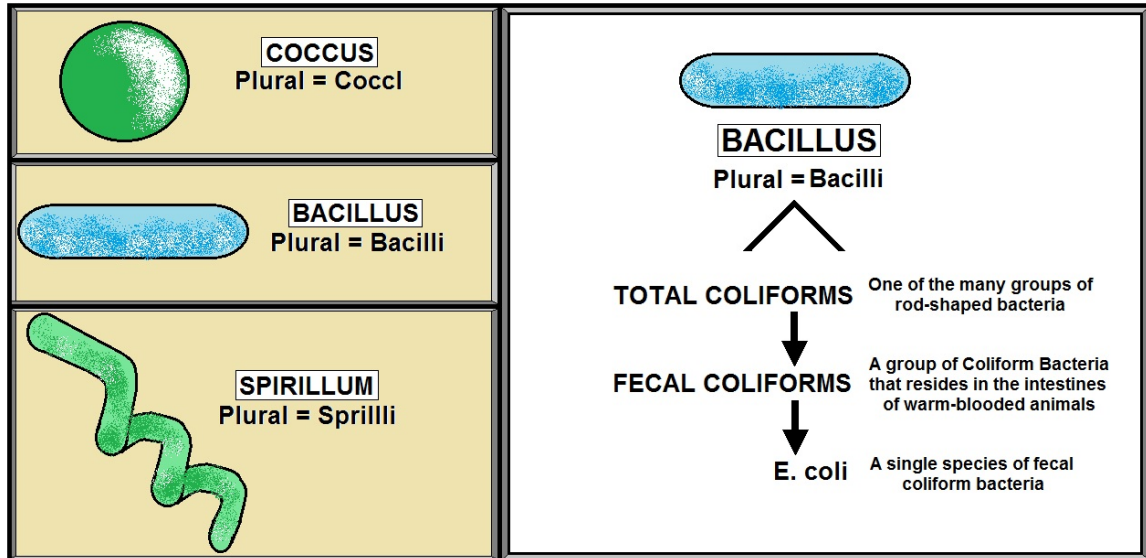 COCCUS
Plural = CoccI
BACILLUS
Plural = Bacilli
SPIRILLUM
Plural = Sprillli
BACILLUS
Plural = Bacilli
TOTAL COLIFORMS
One of the many groups of
rod-shaped bacteria
FECAL COLIFORMS
A group of Coliform Bacteria
that resides in the intestines
of warm-blooded animals
E. coli
A single species of fecal
coliform bacteria